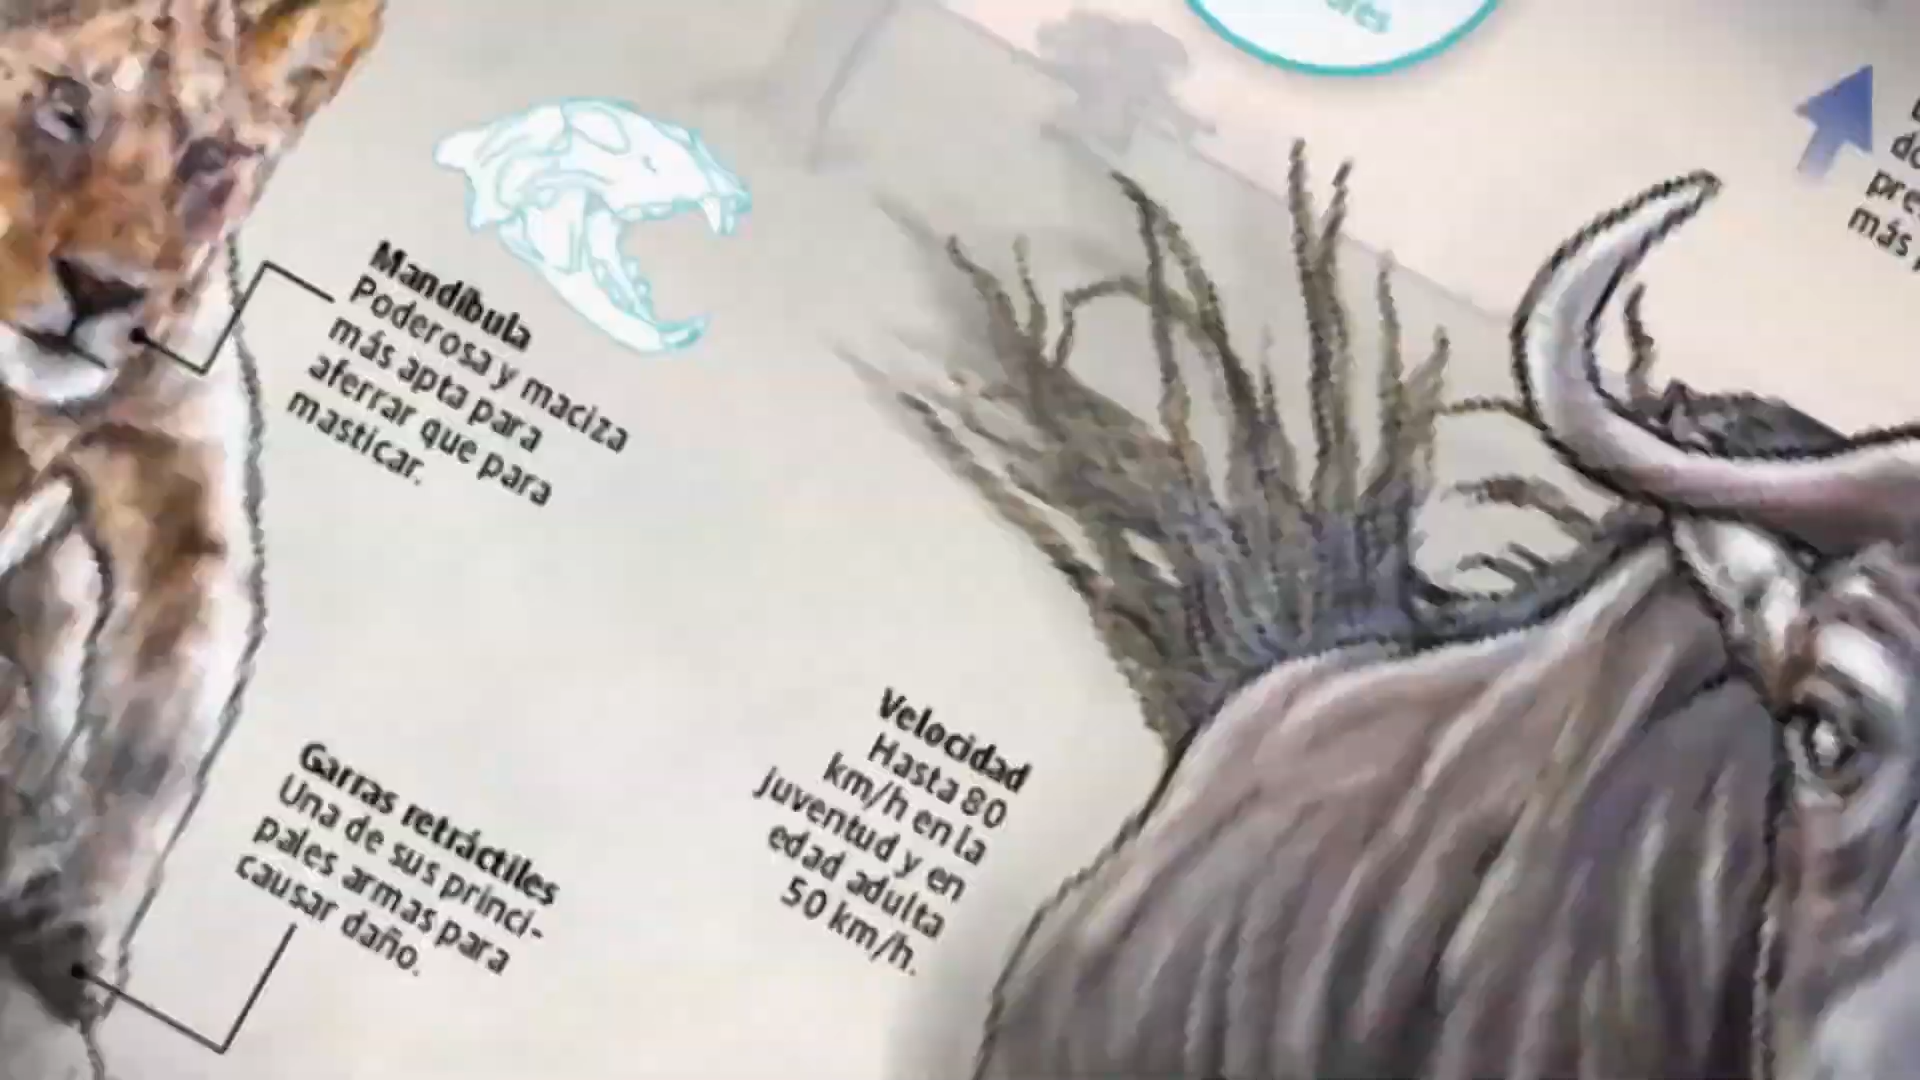 Mandíbula
Poderosa y maciza
más apta para
aferrar que para
masticar.
Garras retráctiles
Una de sus princi-
pales armas para
causar daño.
Velocidad
Hasta 80
km/h en la
juventud y en
edad adulta
50 km/h.
más